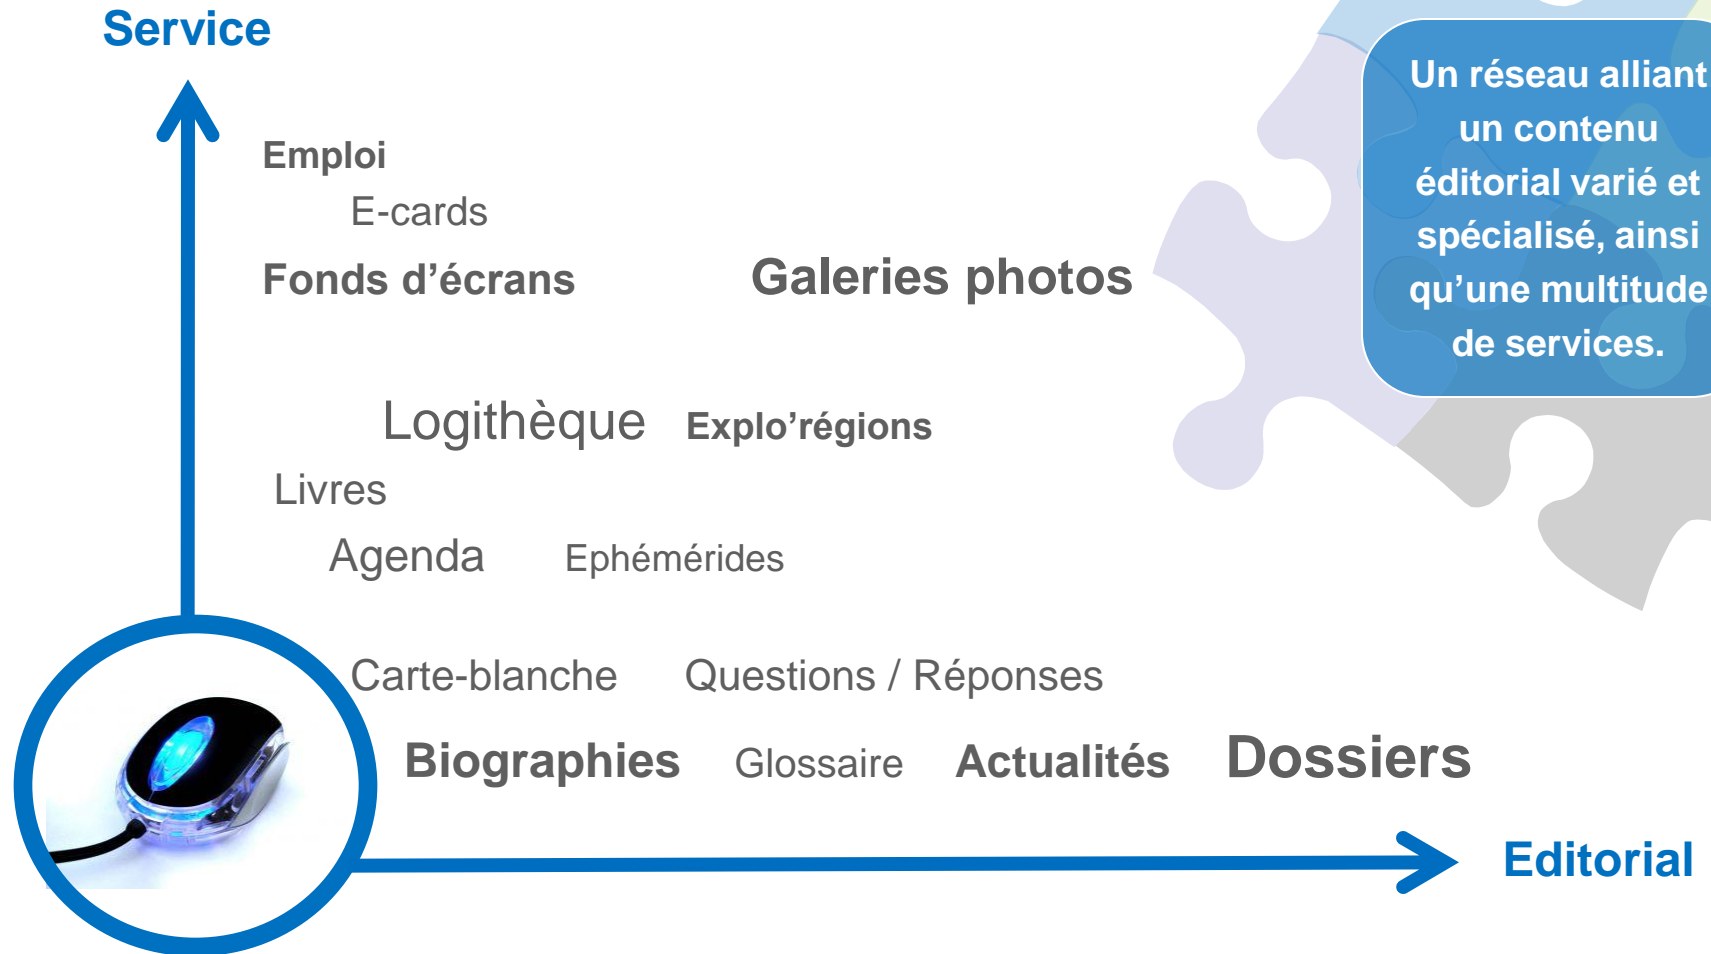 Service
Un réseau alliant
un contenu
éditorial varié et
spécialisé, ainsi
qu’une multitude
de services.
Emploi
E-cards
Fonds d’écrans
Galeries photos
Logithèque
Explo’régions
Livres
Agenda
Ephémérides
Carte-blanche
Questions / Réponses
Biographies
Glossaire
Actualités
Dossiers
Editorial